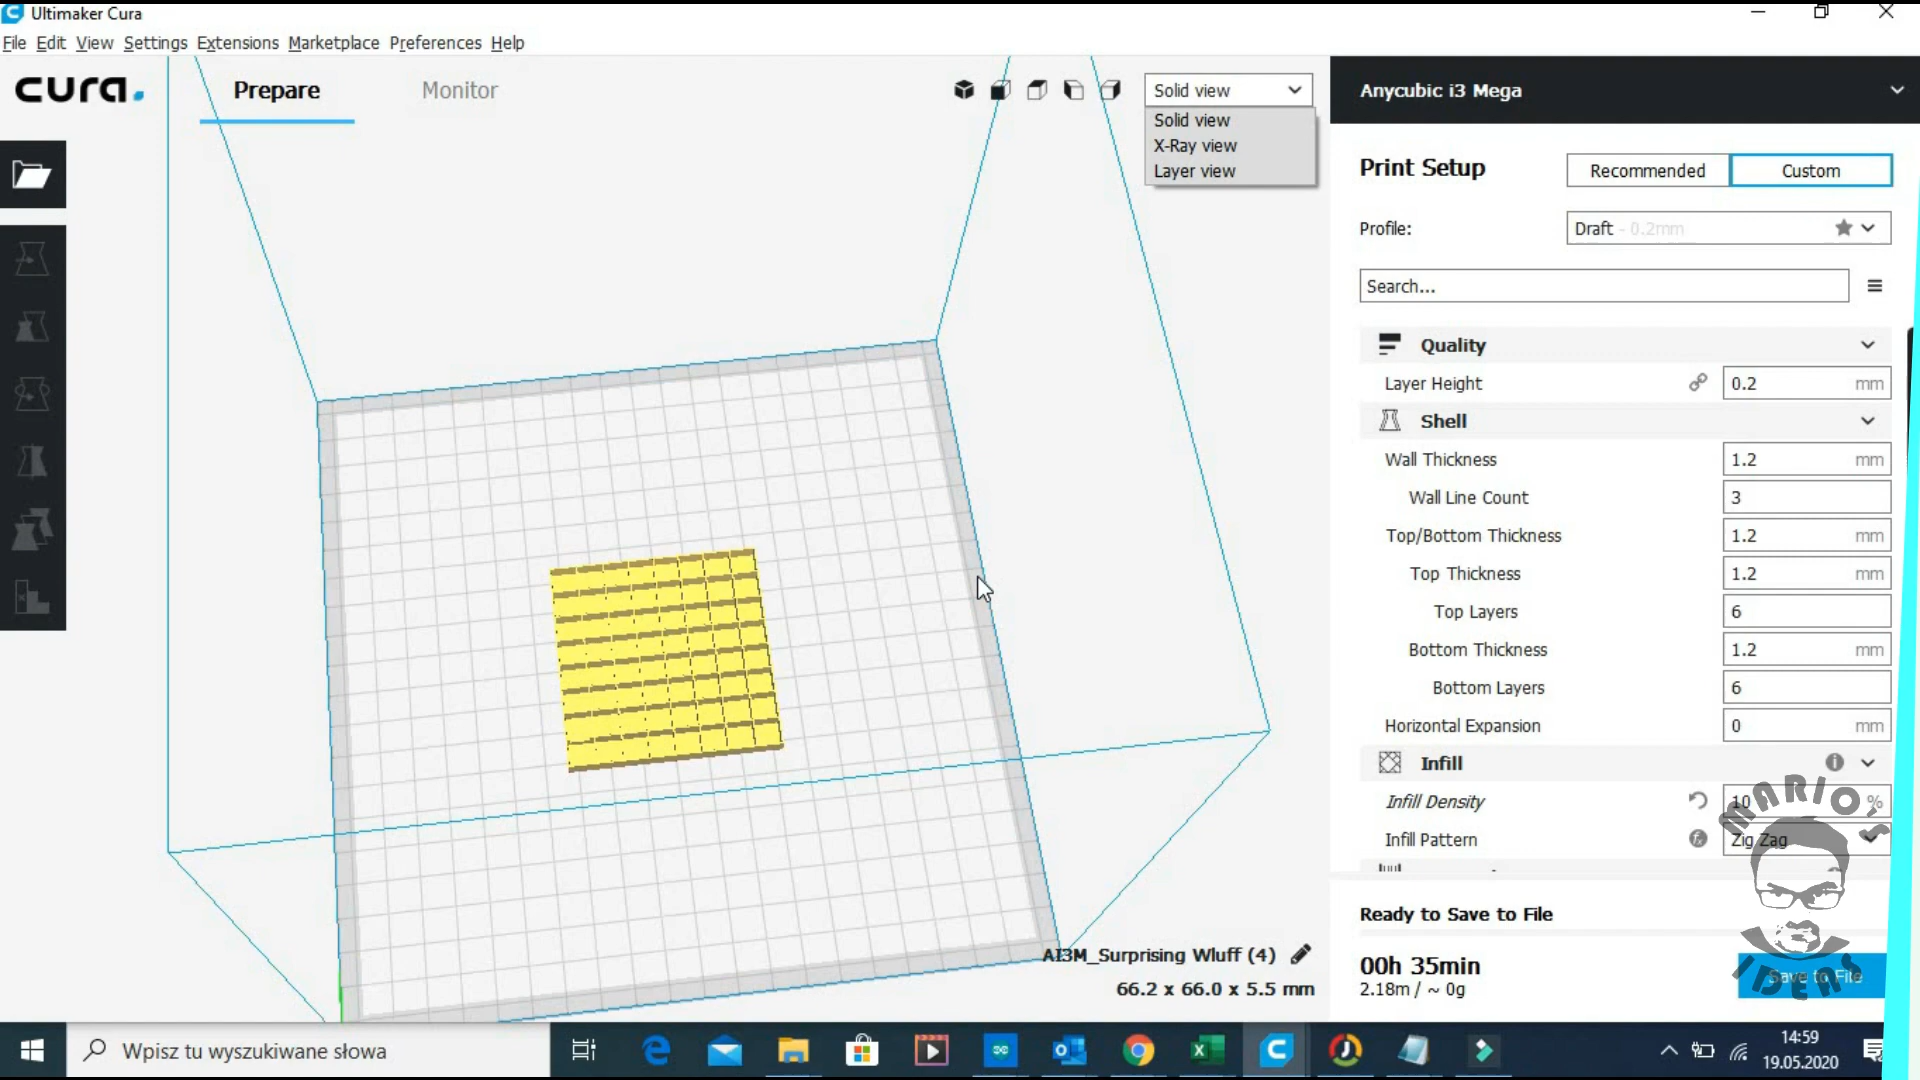 Ultimaker Cura
File Edit View Settings Extensions Marketplace Preferences Help
cura.
Prepare
Monitor
Solid view
Solid view
X-Ray view
Layer view
Anycubic i3 Mega
Print Setup
Recommended
Custom
Profile:
Draft - 0.2mm
Search...
Quality
Layer Height
0.2 mm
Shell
Wall Thickness
1.2 mm
Wall Line Count
3
Top/Bottom Thickness
1.2 mm
Top Thickness
1.2 mm
Top Layers
6
Bottom Thickness
1.2 mm
Bottom Layers
6
Horizontal Expansion
0 mm
Infill
Infill Density
10 %
Infill Pattern
Zig Zag
MARIO'S
IDEAS
Ready to Save to File
00h 35min
2.18m / ~ 0g
Save to File
AI3M_Surprising Wluff (4)
66.2 x 66.0 x 5.5 mm
Wpisz tu wyszukiwane słowa
14:59
19.05.2020